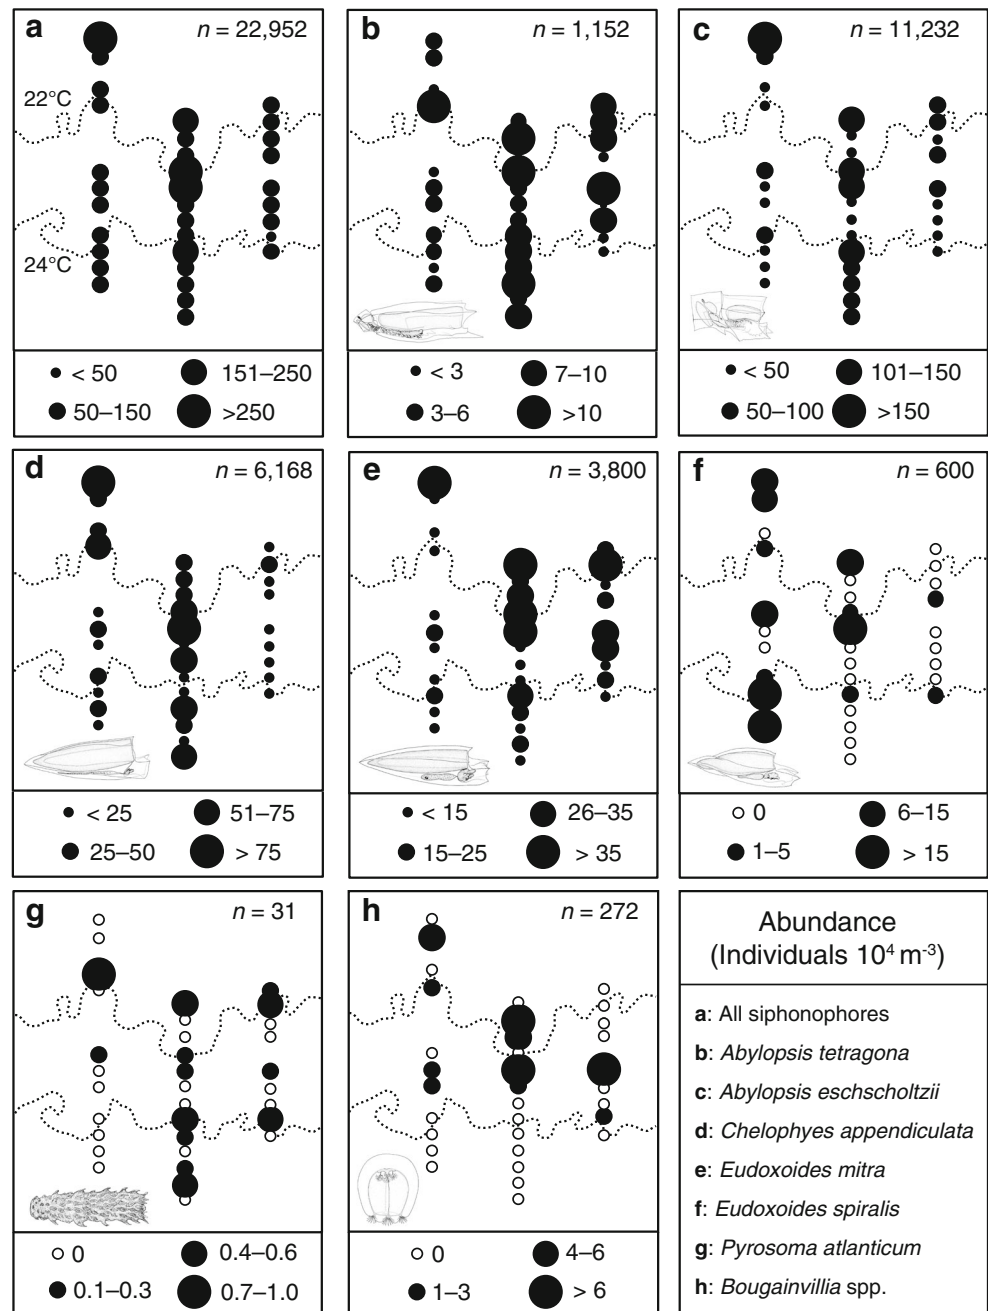 a n = 22,952
22°C
24°C
< 50 151–250
50–150 >250
b n = 1,152
< 3 7–10
3–6 >10
c n = 11,232
< 50 101–150
50–100 >150
d n = 6,168
< 25 51–75
25–50 > 75
e n = 3,800
< 15 26–35
15–25 > 35
f n = 600
0 6–15
1–5 > 15
g n = 31
0 0.4–0.6
0.1–0.3 0.7–1.0
h n = 272
0 4–6
1–3 > 6
Abundance
(Individuals 10⁴ m⁻³)
a: All siphonophores
b: Abylopsis tetragona
c: Abylopsis eschscholtzii
d: Chelophyes appendiculata
e: Eudoxoides mitra
f: Eudoxoides spiralis
g: Pyrosoma atlanticum
h: Bougainvillia spp.